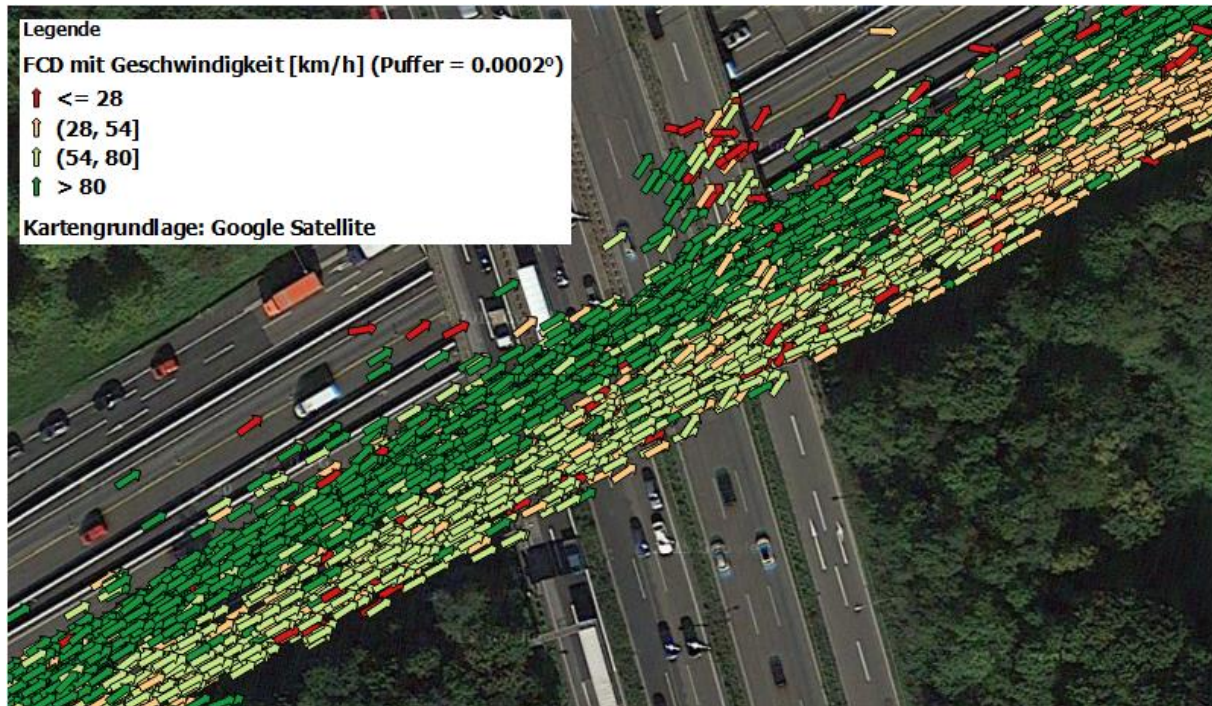 Legende
FCD mit Geschwindigkeit [km/h] (Puffer = 0.0002°)
<= 28
(28, 54]
(54, 80]
> 80
Kartengrundlage: Google Satellite